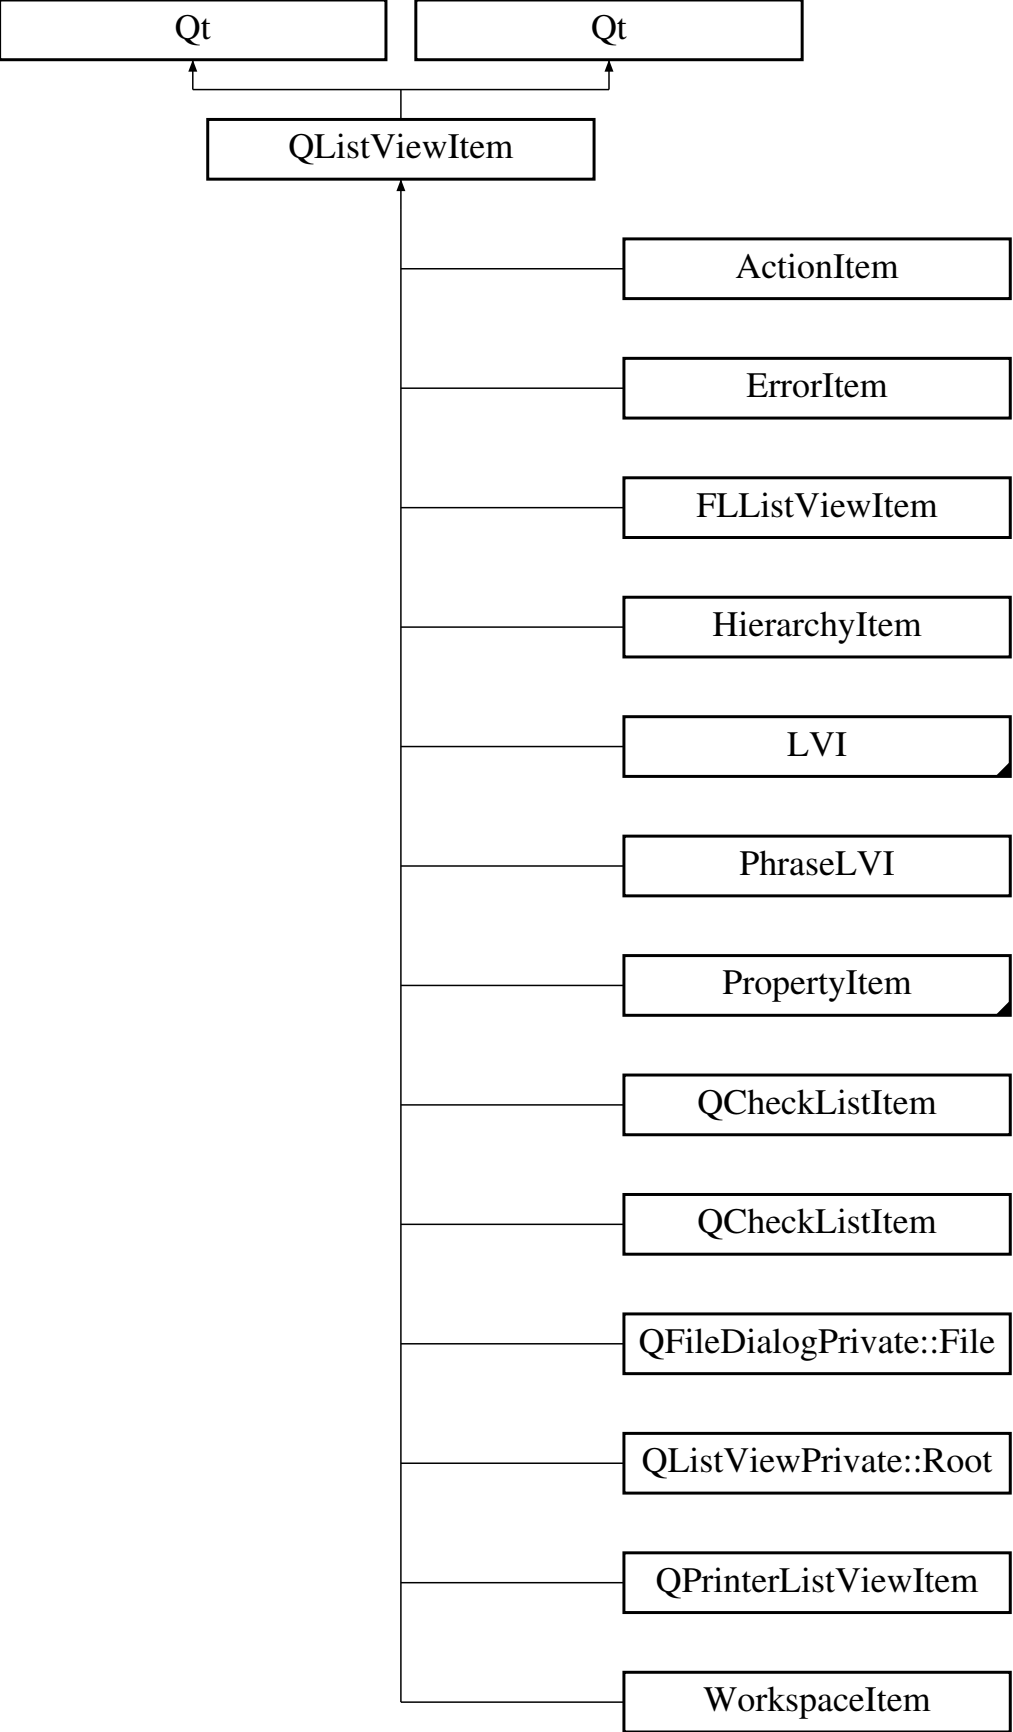 Qt
Qt
QListViewItem
ActionItem
ErrorItem
FLListViewItem
HierarchyItem
LVI
PhraseLVI
PropertyItem
QCheckListItem
QCheckListItem
QFileDialogPrivate::File
QListViewPrivate::Root
QPrinterListViewItem
WorkspaceItem